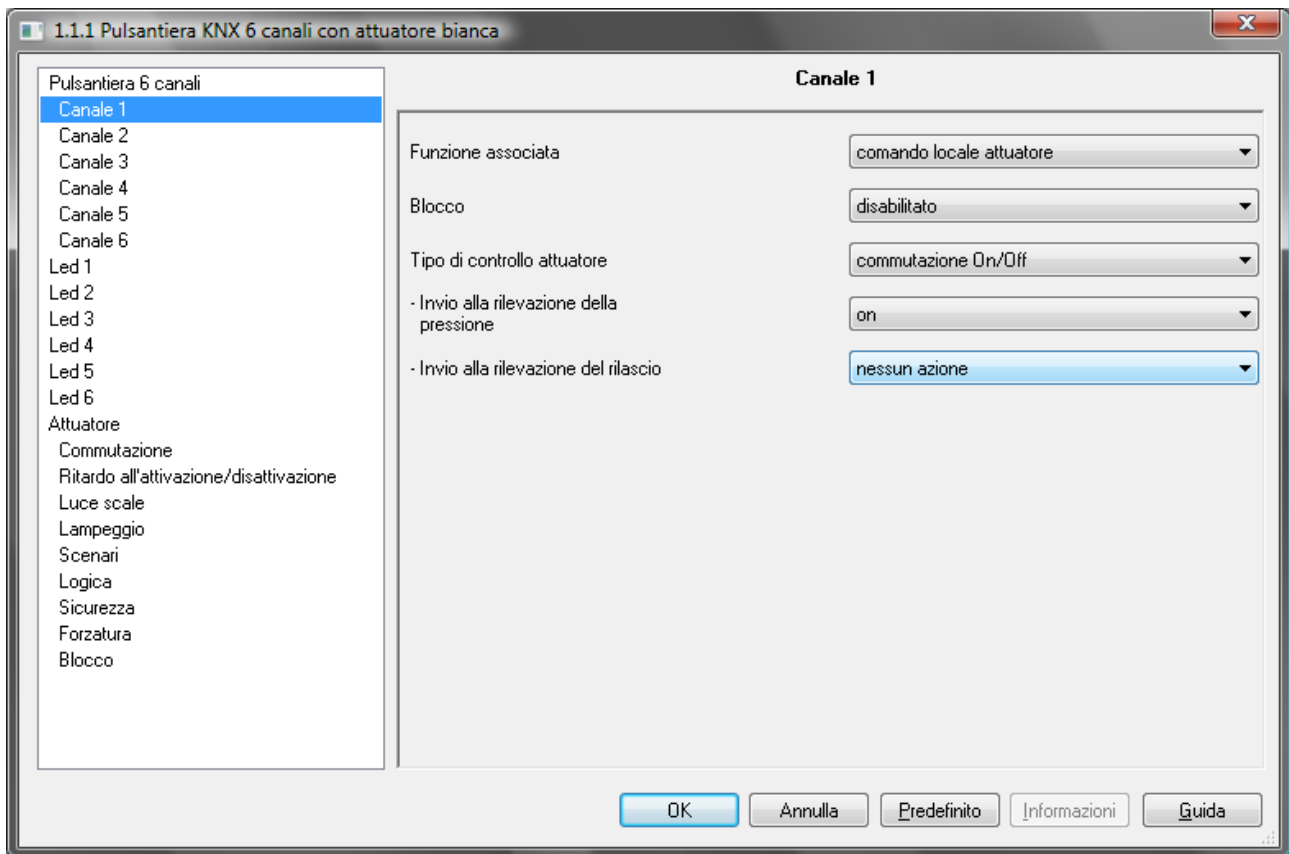 1.1.1 Pulsantiera KNX 6 canali con attuatore bianca
Pulsantiera 6 canali
Canale 1
Canale 2
Canale 3
Canale 4
Canale 5
Canale 6
Led 1
Led 2
Led 3
Led 4
Led 5
Led 6
Attuatore
Commutazione
Ritardo all'attivazione/disattivazione
Luce scale
Lampeggio
Scenari
Logica
Sicurezza
Forzatura
Blocco
Canale 1
Funzione associata
comando locale attuatore
Blocco
disabilitato
Tipo di controllo attuatore
commutazione On/Off
- Invio alla rilevazione della
pressione
on
- Invio alla rilevazione del rilascio
nessun azione
OK
Annulla
Predefinito
Informazioni
Guida